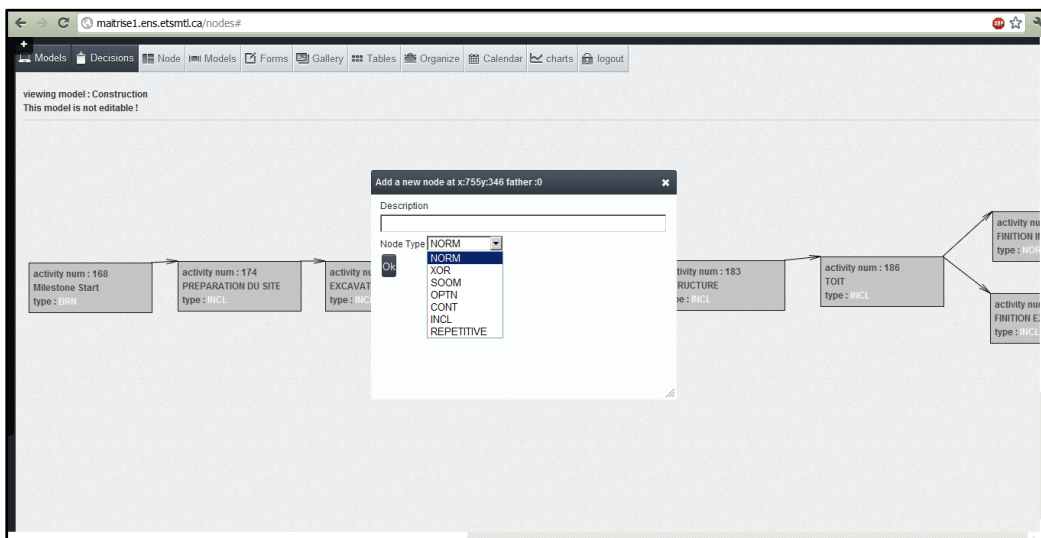 maitrise1.ens.etsmtl.ca/nodes#
Models Decisions Node Models Forms Gallery Tables Organize Calendar charts logout
viewing model : Construction
This model is not editable !
Add a new node at x:755y:346 father :0
Description
Node Type NORM
NORM
XOR
SOOM
OPTN
CONT
INCL
REPETITIVE
Ok
activity num : 168
Milestone Start
type : BRN
activity num : 174
PREPARATION DU SITE
type : INCL
activity nu
EXCAVAT
type : INC
tivity num : 183
RUCTURE
pe : INCL
activity num : 186
TOIT
type : INCL
activity nu
FINITION I
type : NOR
activity nu
FINITION E
type : INCL